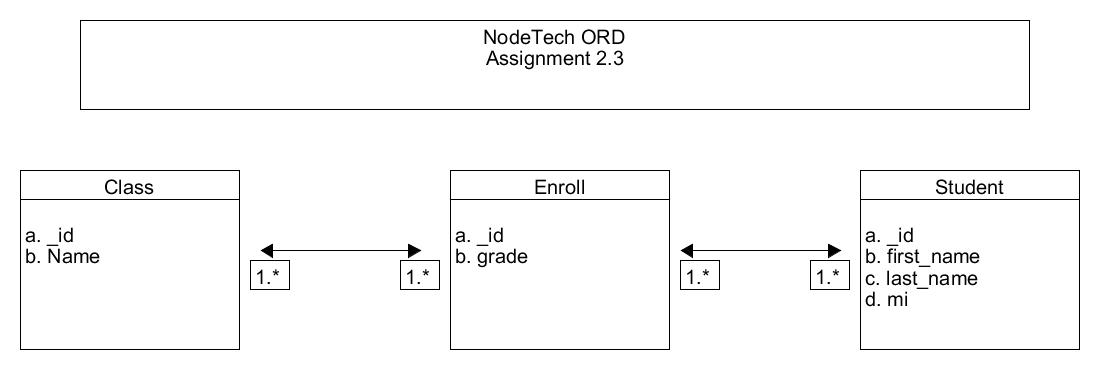 NodeTech ORD
Assignment 2.3
Class
a. _id
b. Name
1.*
1.*
Enroll
a. _id
b. grade
1.*
1.*
Student
a. _id
b. first_name
c. last_name
d. mi